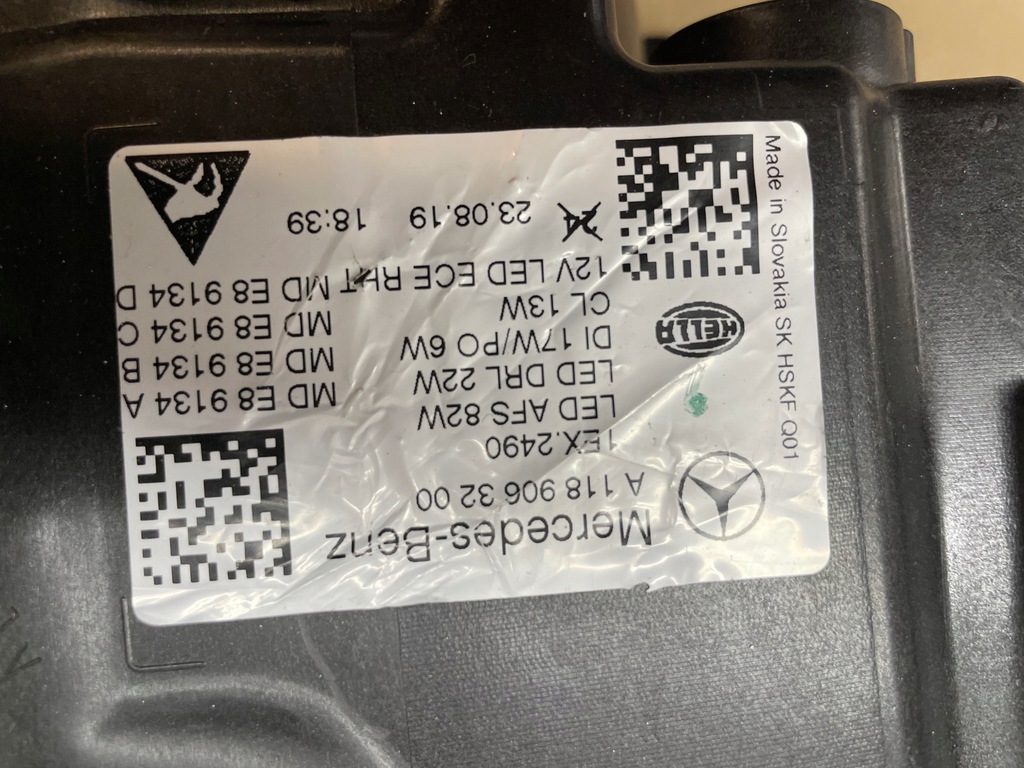 Mercedes-Benz
A 118 906 32 00
1EX.2490
LED AFS 82W
LED DRL 22W
DI 17W/PO 6W
CL 13W
12V LED ECE RHT MD E8 9134 D
MD E8 9134 A
MD E8 9134 B
MD E8 9134 C
23.08.19 18:39
HELLA
Made in Slovakia SK HSKF Q01